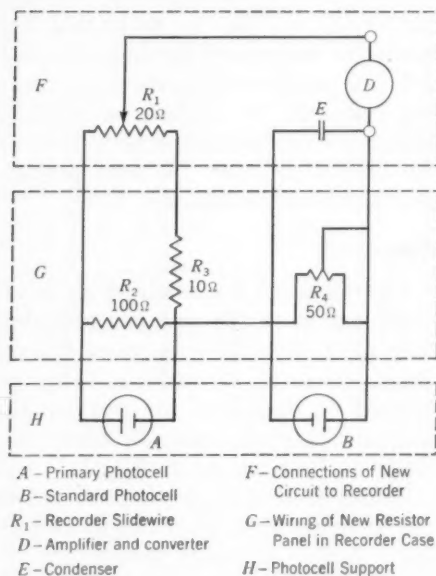 F
R1
20Ω
E
D
G
R2
100Ω
R3
10Ω
R4
50Ω
H
A
B
A – Primary Photocell
B – Standard Photocell
R1 – Recorder Slidewire
D – Amplifier and converter
E – Condenser
F – Connections of New
Circuit to Recorder
G – Wiring of New Resistor
Panel in Recorder Case
H – Photocell Support